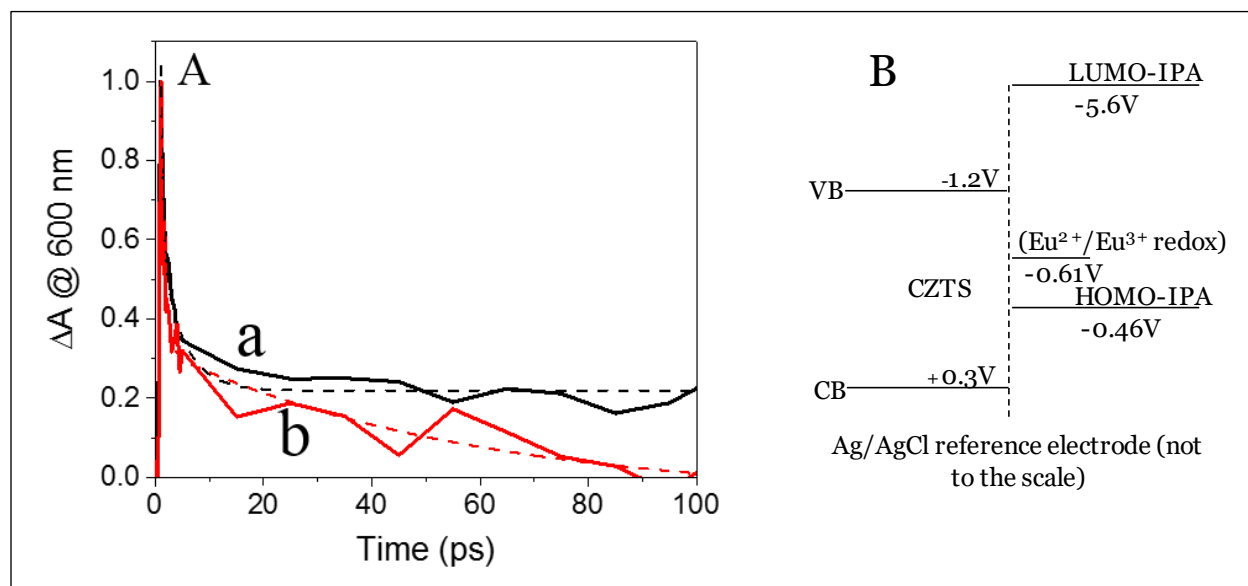 A
a
b
1.0
0.8
0.6
0.4
0.2
0.0
0
20
40
60
80
100
ΔA @ 600 nm
Time (ps)
B
LUMO-IPA
-5.6V
VB
-1.2V
(Eu²⁺/Eu³⁺ redox)
-0.61V
CZTS
HOMO-IPA
-0.46V
CB
+0.3V
Ag/AgCl reference electrode (not
to the scale)